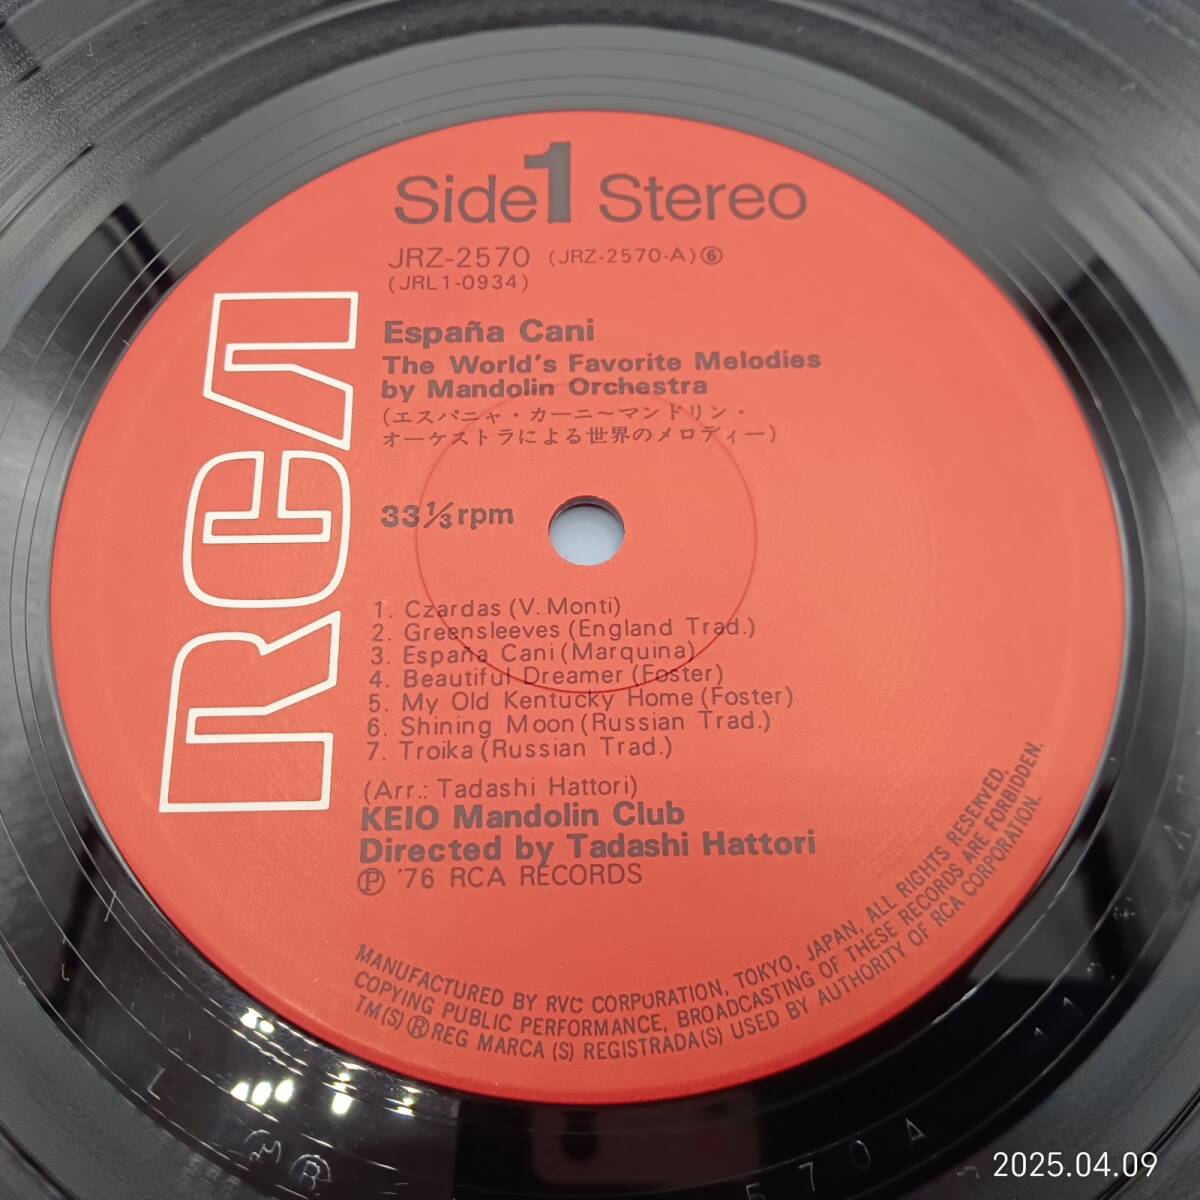 Side 1 Stereo
JRZ-2570 (JRZ-2570-A)⑥
(JRL1-0934)
RCA
España Cani
The World's Favorite Melodies
by Mandolin Orchestra
(エスパニャ・カーニ〜マンドリン・
オーケストラによる世界のメロディー)
33⅓rpm
1. Czardas (V. Monti)
2. Greensleeves (England Trad.)
3. España Cani (Marquina)
4. Beautiful Dreamer (Foster)
5. My Old Kentucky Home (Foster)
6. Shining Moon (Russian Trad.)
7. Troika (Russian Trad.)
(Arr.: Tadashi Hattori)
KEIO Mandolin Club
Directed by Tadashi Hattori
Ⓟ '76 RCA RECORDS
MANUFACTURED BY RVC CORPORATION, TOKYO, JAPAN, ALL RIGHTS RESERVED,
COPYING PUBLIC PERFORMANCE, BROADCASTING OF THESE RECORDS ARE FORBIDDEN.
TM(S) ® REG MARCA (S) REGISTRADA(S) USED BY AUTHORITY OF RCA CORPORATION.
2025.04.09